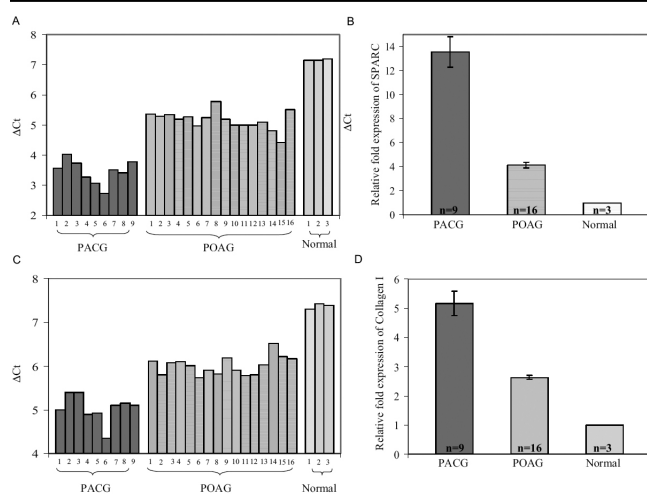 A
8
7
6
5
4
3
2
ΔCt
1 2 3 4 5 6 7 8 9
1 2 3 4 5 6 7 8 9 10 11 12 13 14 15 16
1 2 3
PACG
POAG
Normal
B
ΔCt
Relative fold expression of SPARC
14
12
10
8
6
4
2
0
n=9
n=16
n=3
PACG
POAG
Normal
C
8
7
6
5
4
ΔCt
1 2 3 4 5 6 7 8 9
1 2 3 4 5 6 7 8 9 10 11 12 13 14 15 16
1 2 3
PACG
POAG
Normal
D
Relative fold expression of Collagen I
6
5
4
3
2
1
0
n=9
n=16
n=3
PACG
POAG
Normal